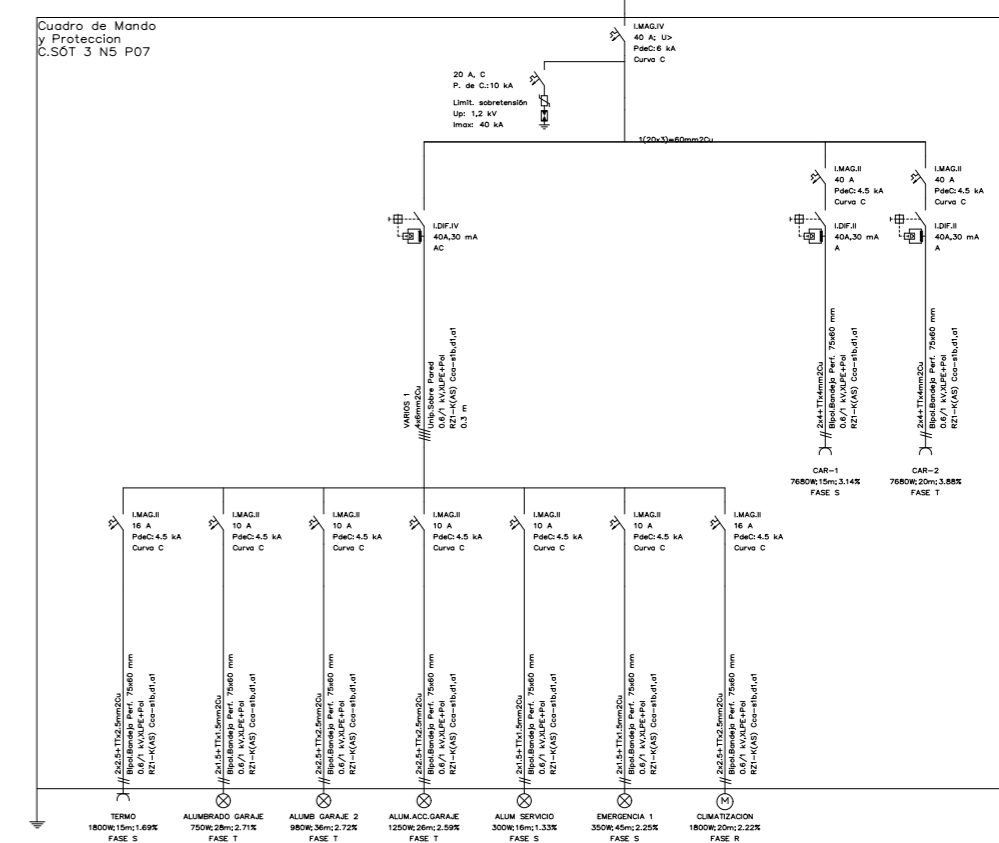 Cuadro de Mando
y Proteccion
C.SÓT 3 N5 P07
I.MAG.IV
40 A; U>
PdeC: 6 kA
Curva C
20 A, C
P. de C.:10 kA
Limit. sobretensión
Up: 1,2 kV
Imax: 40 kA
1(20x3)=60mm2Cu
I.MAG.II
40 A
PdeC: 4.5 kA
Curva C
I.MAG.II
40 A
PdeC: 4.5 kA
Curva C
I.DIF.IV
40A,30 mA
AC
I.DIF.II
40A,30 mA
A
I.DIF.II
40A,30 mA
A
VARIOS 1
4x6mm2Cu
Unip.Sobre Pared
0.6/1 kV,XLPE+Pol
RZ1-K(AS) Cca-s1b,d1,a1
0.3 m
2x4+TTx4mm2Cu
Bipol.Bandeja Perf. 75x60 mm
0.6/1 kV,XLPE+Pol
RZ1-K(AS) Cca-s1b,d1,a1
2x4+TTx4mm2Cu
Bipol.Bandeja Perf. 75x60 mm
0.6/1 kV,XLPE+Pol
RZ1-K(AS) Cca-s1b,d1,a1
CAR-1
7680W;15m;3.14%
FASE S
CAR-2
7680W;20m;3.88%
FASE T
I.MAG.II
16 A
PdeC: 4.5 kA
Curva C
I.MAG.II
10 A
PdeC: 4.5 kA
Curva C
I.MAG.II
10 A
PdeC: 4.5 kA
Curva C
I.MAG.II
10 A
PdeC: 4.5 kA
Curva C
I.MAG.II
10 A
PdeC: 4.5 kA
Curva C
I.MAG.II
10 A
PdeC: 4.5 kA
Curva C
I.MAG.II
16 A
PdeC: 4.5 kA
Curva C
2x2.5+TTx2.5mm2Cu
Bipol.Bandeja Perf. 75x60 mm
0.6/1 kV,XLPE+Pol
RZ1-K(AS) Cca-s1b,d1,a1
2x1.5+TTx1.5mm2Cu
Bipol.Bandeja Perf. 75x60 mm
0.6/1 kV,XLPE+Pol
RZ1-K(AS) Cca-s1b,d1,a1
2x2.5+TTx2.5mm2Cu
Bipol.Bandeja Perf. 75x60 mm
0.6/1 kV,XLPE+Pol
RZ1-K(AS) Cca-s1b,d1,a1
2x2.5+TTx2.5mm2Cu
Bipol.Bandeja Perf. 75x60 mm
0.6/1 kV,XLPE+Pol
RZ1-K(AS) Cca-s1b,d1,a1
2x1.5+TTx1.5mm2Cu
Bipol.Bandeja Perf. 75x60 mm
0.6/1 kV,XLPE+Pol
RZ1-K(AS) Cca-s1b,d1,a1
2x1.5+TTx1.5mm2Cu
Bipol.Bandeja Perf. 75x60 mm
0.6/1 kV,XLPE+Pol
RZ1-K(AS) Cca-s1b,d1,a1
2x2.5+TTx2.5mm2Cu
Bipol.Bandeja Perf. 75x60 mm
0.6/1 kV,XLPE+Pol
RZ1-K(AS) Cca-s1b,d1,a1
TERMO
1800W;15m;1.69%
FASE S
ALUMBRADO GARAJE
750W;28m;2.71%
FASE T
ALUMB GARAJE 2
980W;36m;2.72%
FASE T
ALUM.ACC.GARAJE
1250W;26m;2.59%
FASE T
ALUM SERVICIO
300W;16m;1.33%
FASE S
EMERGENCIA 1
350W;45m;2.25%
FASE S
M
CLIMATIZACION
1800W;20m;2.22%
FASE R